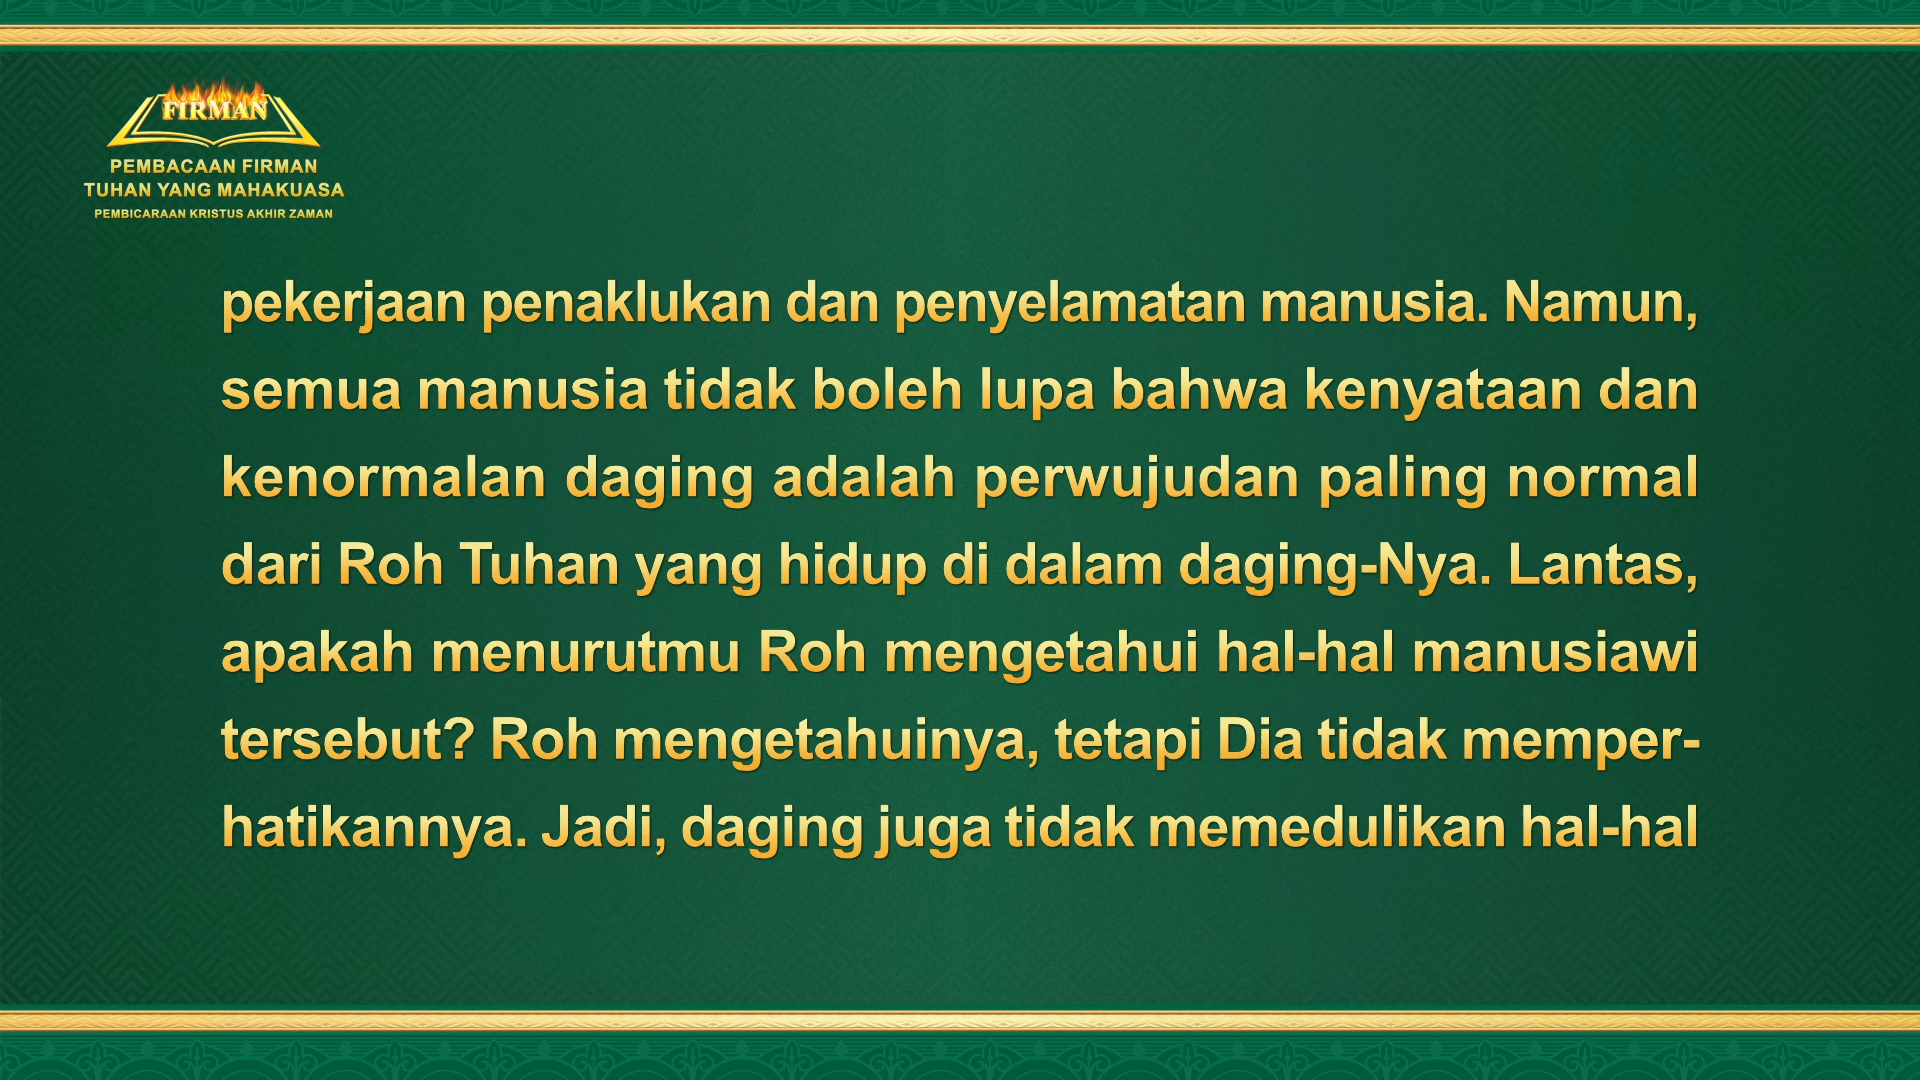 FIRMAN
PEMBACAAN FIRMAN
TUHAN YANG MAHAKUASA
PEMBICARAAN KRISTUS AKHIR ZAMAN
pekerjaan penaklukan dan penyelamatan manusia. Namun,
semua manusia tidak boleh lupa bahwa kenyataan dan
kenormalan daging adalah perwujudan paling normal
dari Roh Tuhan yang hidup di dalam daging-Nya. Lantas,
apakah menurutmu Roh mengetahui hal-hal manusiawi
tersebut? Roh mengetahuinya, tetapi Dia tidak memper-
hatikannya. Jadi, daging juga tidak memedulikan hal-hal